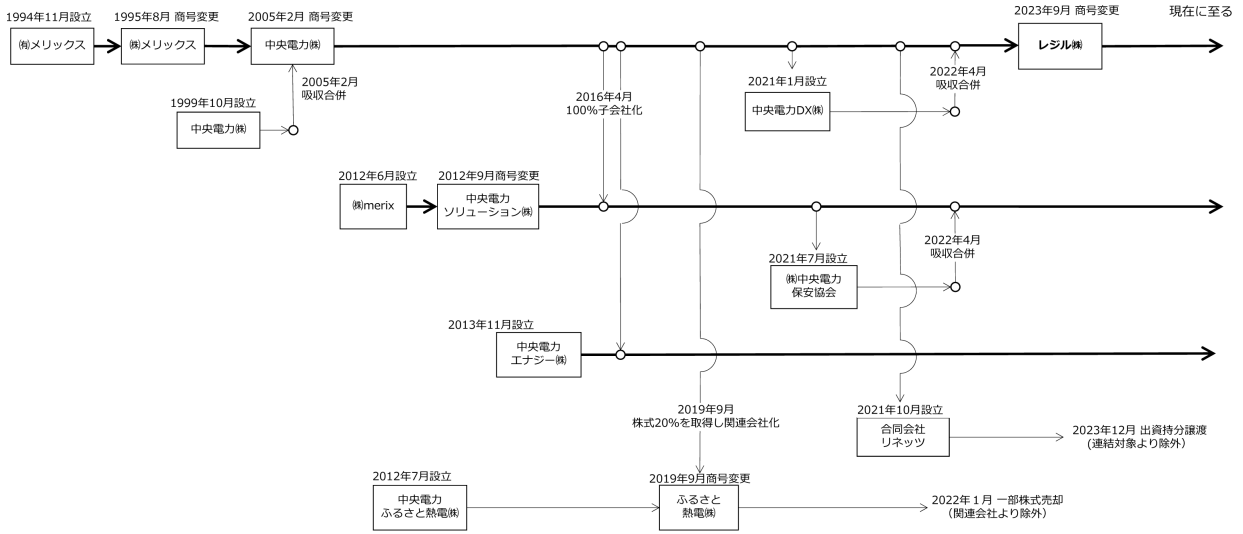 1994年11月設立
㈲メリックス
1995年8月 商号変更
㈱メリックス
2005年2月 商号変更
中央電力㈱
2005年2月
吸収合併
1999年10月設立
中央電力㈱
2016年4月
100%子会社化
2021年1月設立
中央電力DX㈱
2022年4月
吸収合併
2023年9月 商号変更
レジル㈱
現在に至る
2012年6月設立
㈱merix
2012年9月商号変更
中央電力
ソリューション㈱
2021年7月設立
㈱中央電力
保安協会
2022年4月
吸収合併
2013年11月設立
中央電力
エナジー㈱
2019年9月
株式20%を取得し関連会社化
2021年10月設立
合同会社
リネッツ
2023年12月 出資持分譲渡
(連結対象より除外)
2012年7月設立
中央電力
ふるさと熱電㈱
2019年9月商号変更
ふるさと
熱電㈱
2022年１月 一部株式売却
（関連会社より除外）